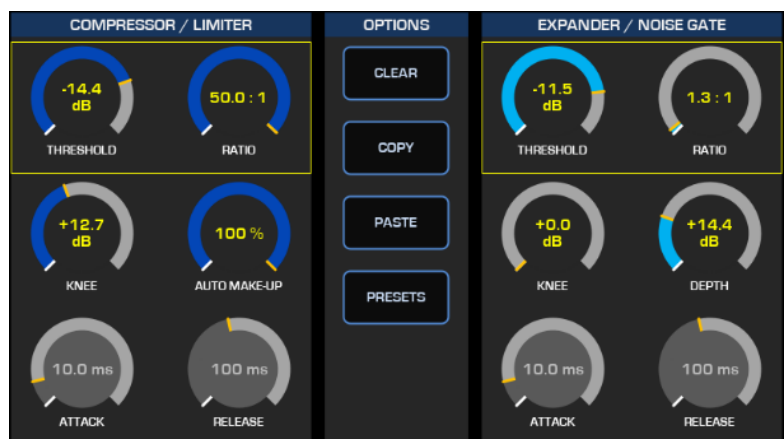 COMPRESSOR / LIMITER
-14.4
dB
THRESHOLD
50.0 : 1
RATIO
+12.7
dB
KNEE
100 %
AUTO MAKE-UP
10.0 ms
ATTACK
100 ms
RELEASE
OPTIONS
CLEAR
COPY
PASTE
PRESETS
EXPANDER / NOISE GATE
-11.5
dB
THRESHOLD
1.3 : 1
RATIO
+0.0
dB
KNEE
+14.4
dB
DEPTH
10.0 ms
ATTACK
100 ms
RELEASE